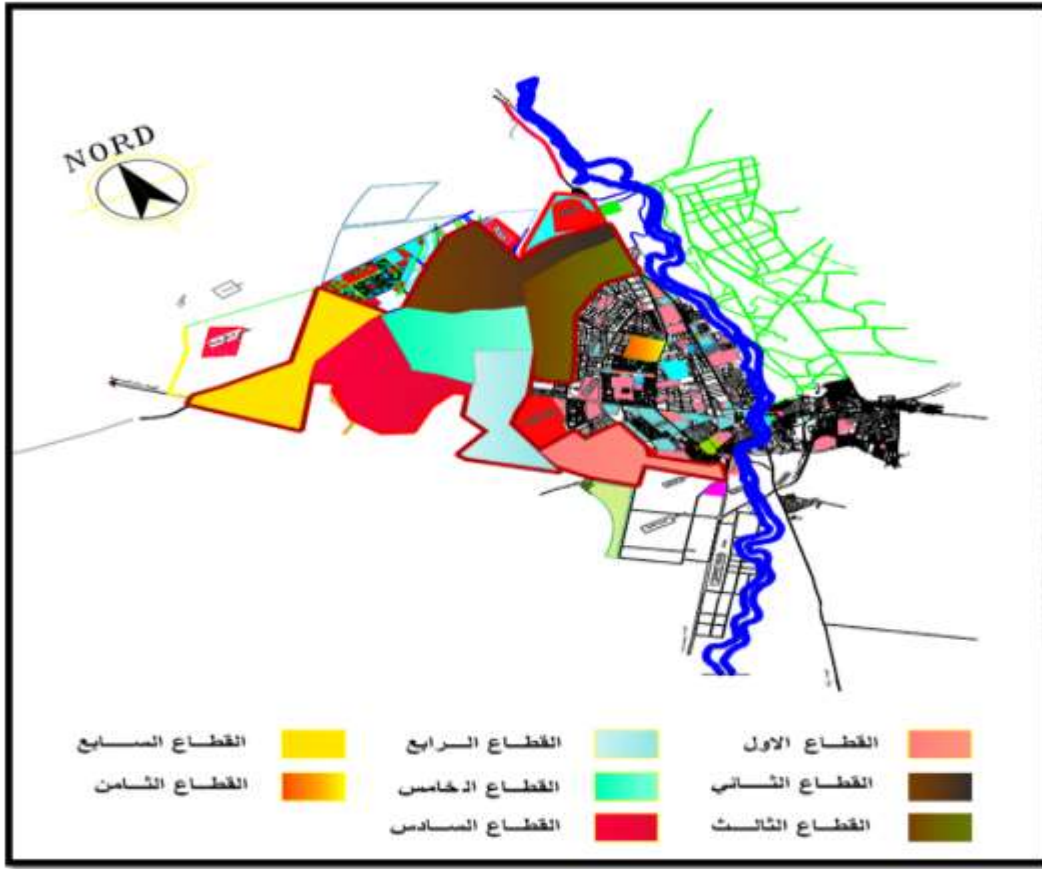 NORD
القطاع الاول
القطاع الثاني
القطاع الثالث
القطاع الرابع
القطاع الخامس
القطاع السادس
القطاع السابع
القطاع الثامن